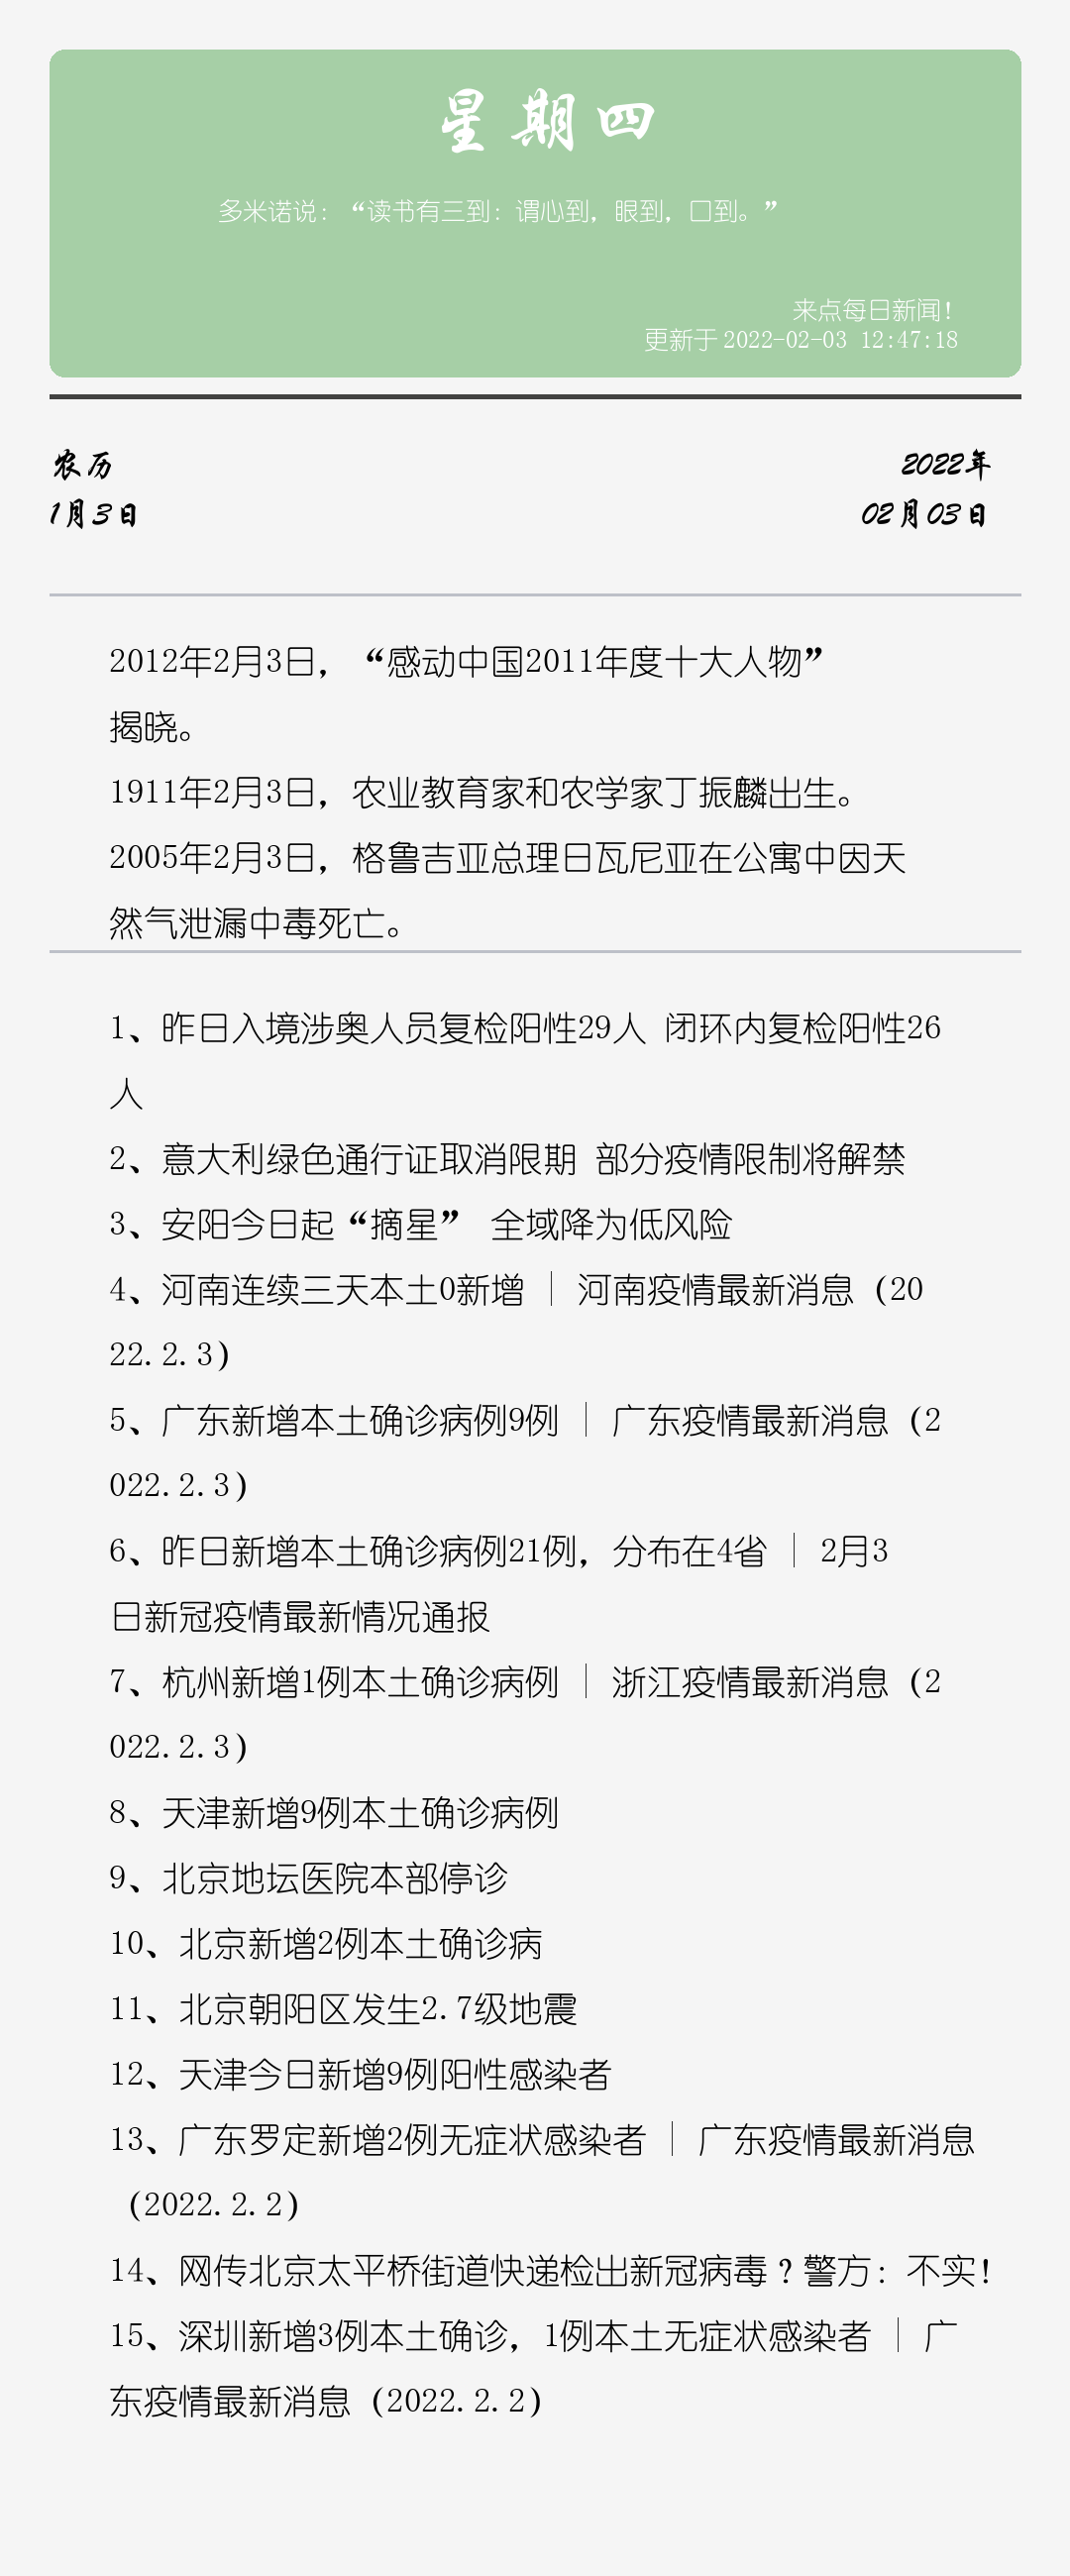 星期四
多米诺说：“读书有三到：谓心到，眼到，口到。”
来点每日新闻！
更新于 2022-02-03 12:47:18
农历
2022年
1月3日
02月03日
2012年2月3日，“感动中国2011年度十大人物”
揭晓。
1911年2月3日，农业教育家和农学家丁振麟出生。
2005年2月3日，格鲁吉亚总理日瓦尼亚在公寓中因天
然气泄漏中毒死亡。
1、昨日入境涉奥人员复检阳性29人 闭环内复检阳性26
人
2、意大利绿色通行证取消限期 部分疫情限制将解禁
3、安阳今日起“摘星” 全域降为低风险
4、河南连续三天本土0新增 | 河南疫情最新消息（20
22.2.3）
5、广东新增本土确诊病例9例 | 广东疫情最新消息（2
022.2.3）
6、昨日新增本土确诊病例21例，分布在4省 | 2月3
日新冠疫情最新情况通报
7、杭州新增1例本土确诊病例 | 浙江疫情最新消息（2
022.2.3）
8、天津新增9例本土确诊病例
9、北京地坛医院本部停诊
10、北京新增2例本土确诊病
11、北京朝阳区发生2.7级地震
12、天津今日新增9例阳性感染者
13、广东罗定新增2例无症状感染者 | 广东疫情最新消息
（2022.2.2）
14、网传北京太平桥街道快递检出新冠病毒？警方：不实！
15、深圳新增3例本土确诊，1例本土无症状感染者 | 广
东疫情最新消息（2022.2.2）